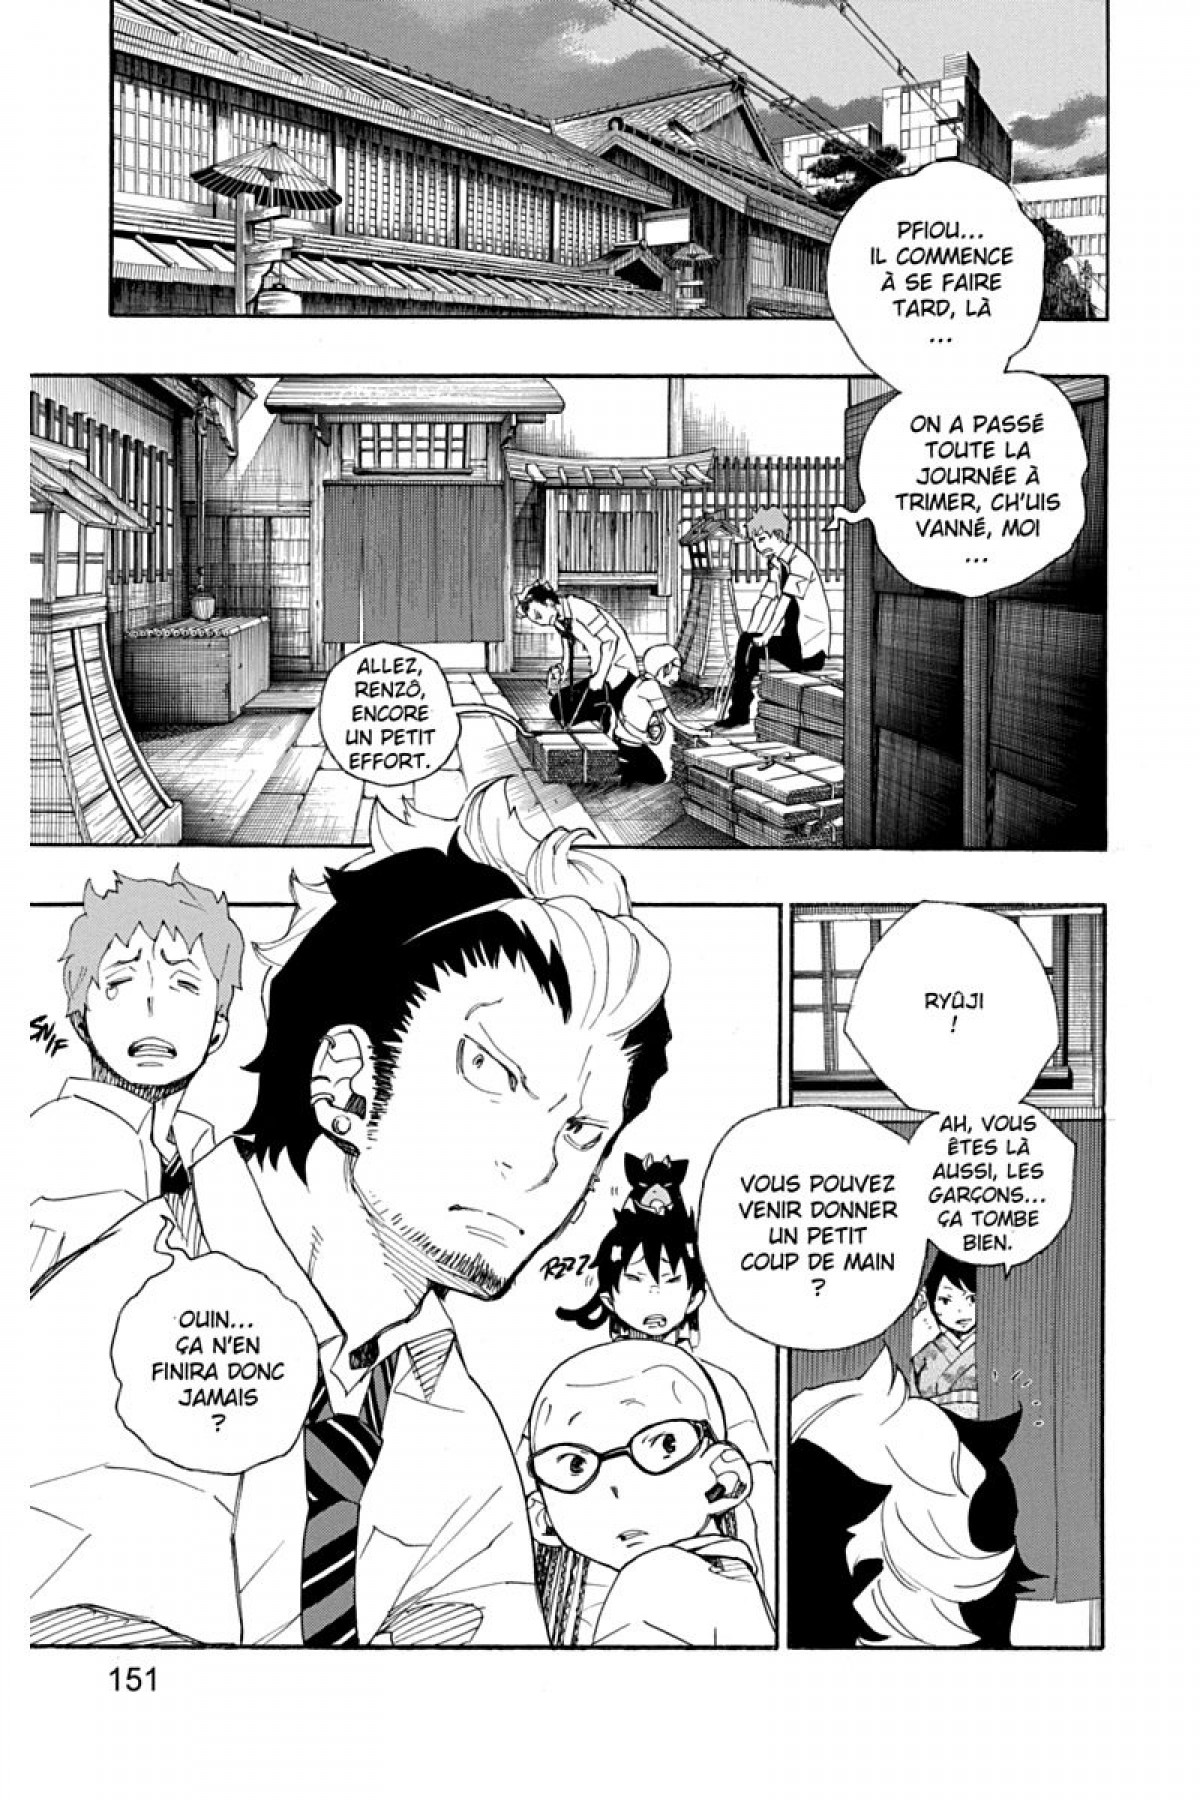 PFIOU...
IL COMMENCE
À SE FAIRE
TARD, LÀ
...
ON A PASSÉ
TOUTE LA
JOURNÉE À
TRIMER, CH'UIS
VANNÉ, MOI
...
ALLEZ,
RENZÔ,
ENCORE
UN PETIT
EFFORT.
RYÛJI
!
AH, VOUS
ÊTES LÀ
AUSSI, LES
GARÇONS...
ÇA TOMBE
BIEN.
VOUS POUVEZ
VENIR DONNER
UN PETIT
COUP DE MAIN
?
RZZZ
SNIF
OUIN...
ÇA N'EN
FINIRA DONC
JAMAIS
?
151